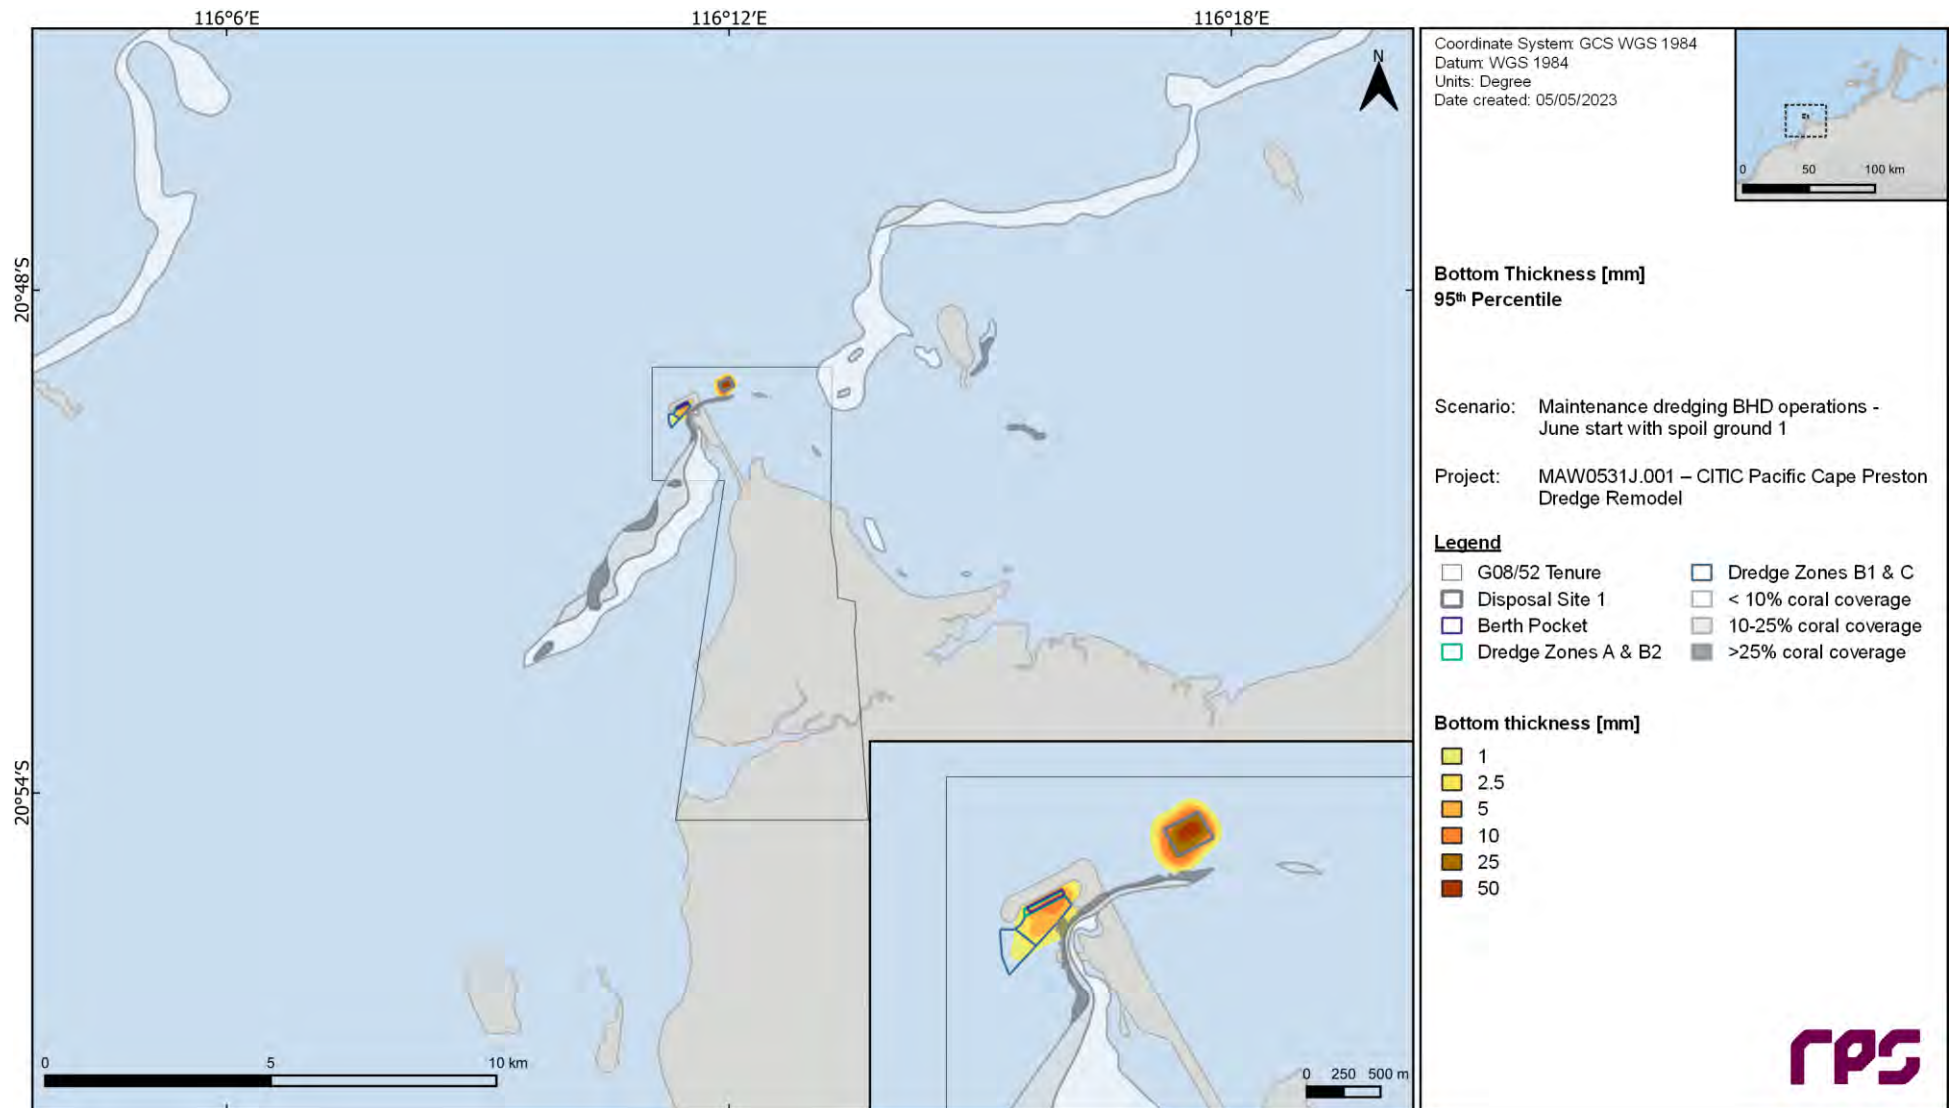 116°6'E
116°12'E
116°18'E
20°48'S
20°54'S
N
0 5 10 km
0 250 500 m
Coordinate System: GCS WGS 1984
Datum: WGS 1984
Units: Degree
Date created: 05/05/2023
0 50 100 km
Bottom Thickness [mm]
95th Percentile
Scenario: Maintenance dredging BHD operations -
June start with spoil ground 1
Project: MAW0531J.001 – CITIC Pacific Cape Preston
Dredge Remodel
Legend
G08/52 Tenure
Disposal Site 1
Berth Pocket
Dredge Zones A & B2
Dredge Zones B1 & C
< 10% coral coverage
10-25% coral coverage
>25% coral coverage
Bottom thickness [mm]
1
2.5
5
10
25
50
rps